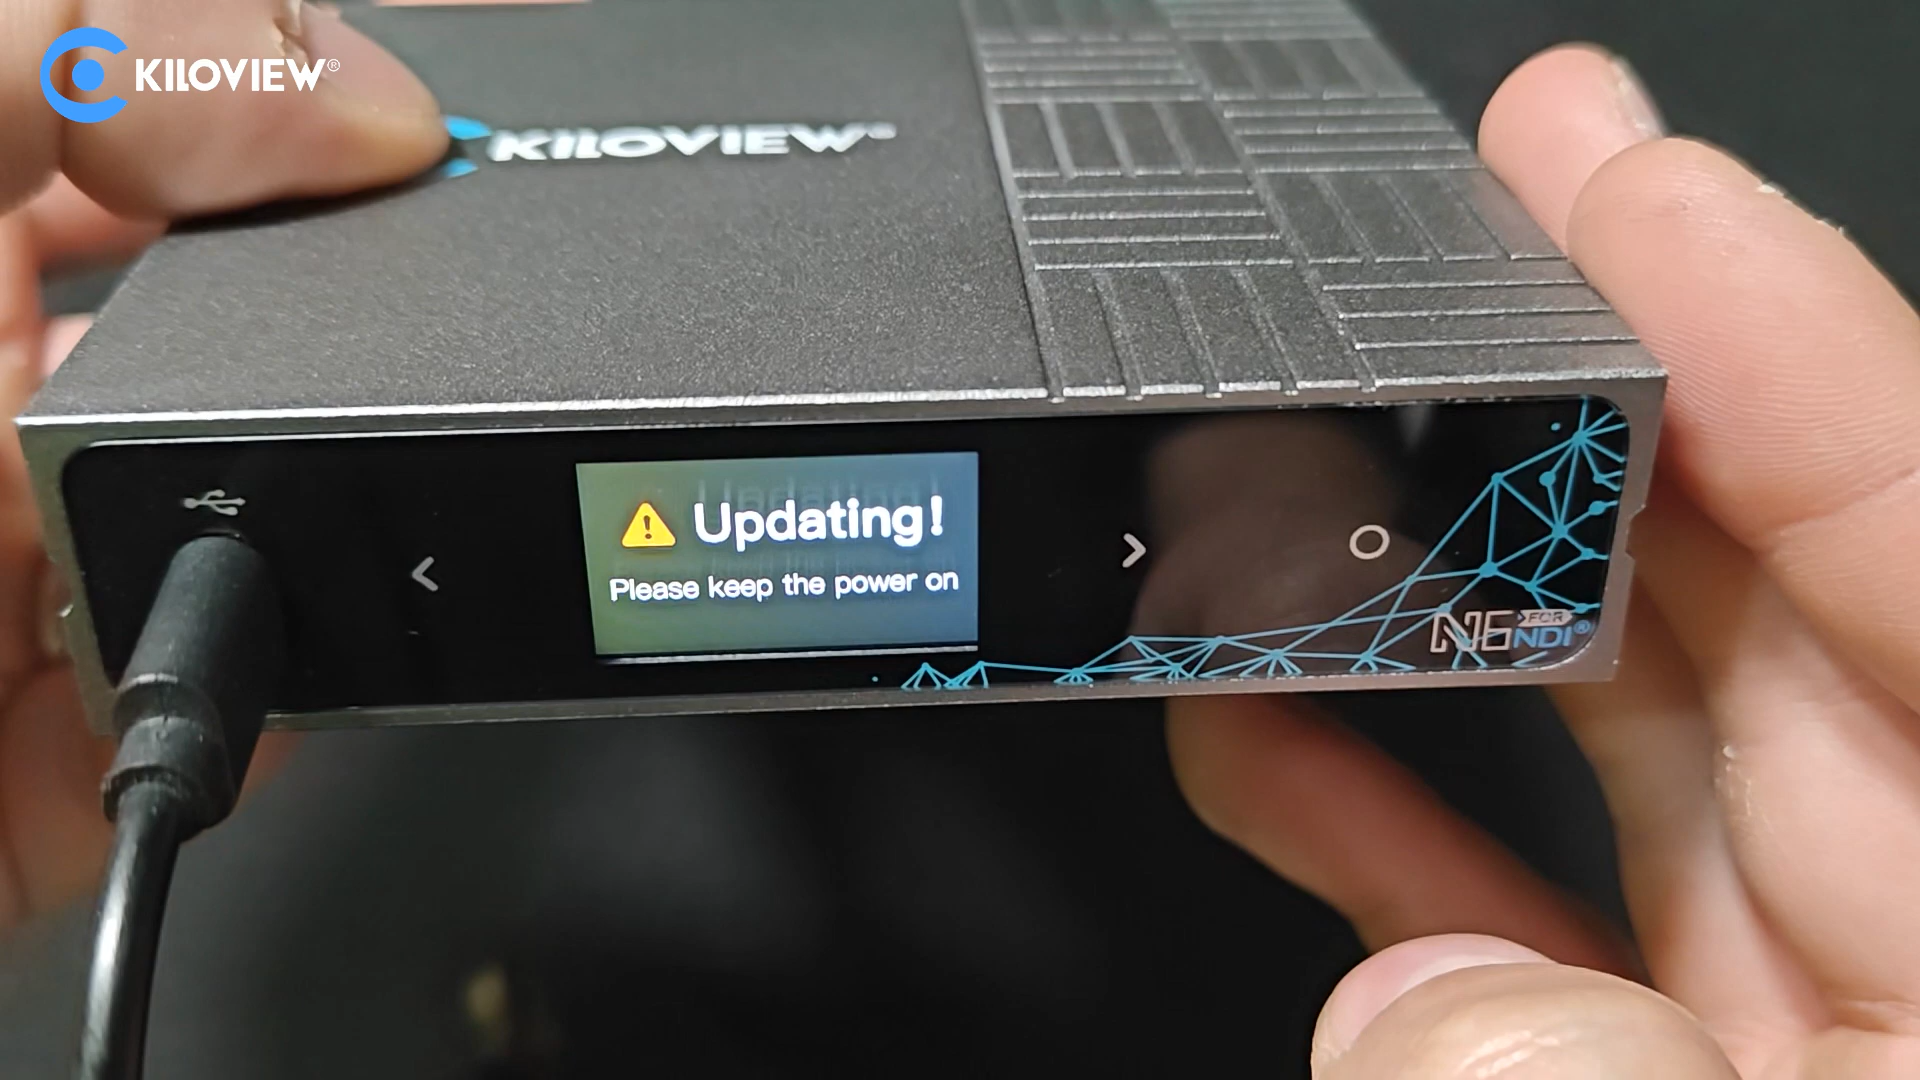 KILOVIEW®
KILOVIEW®
Updating!
Please keep the power on
N6 FOR NDI®